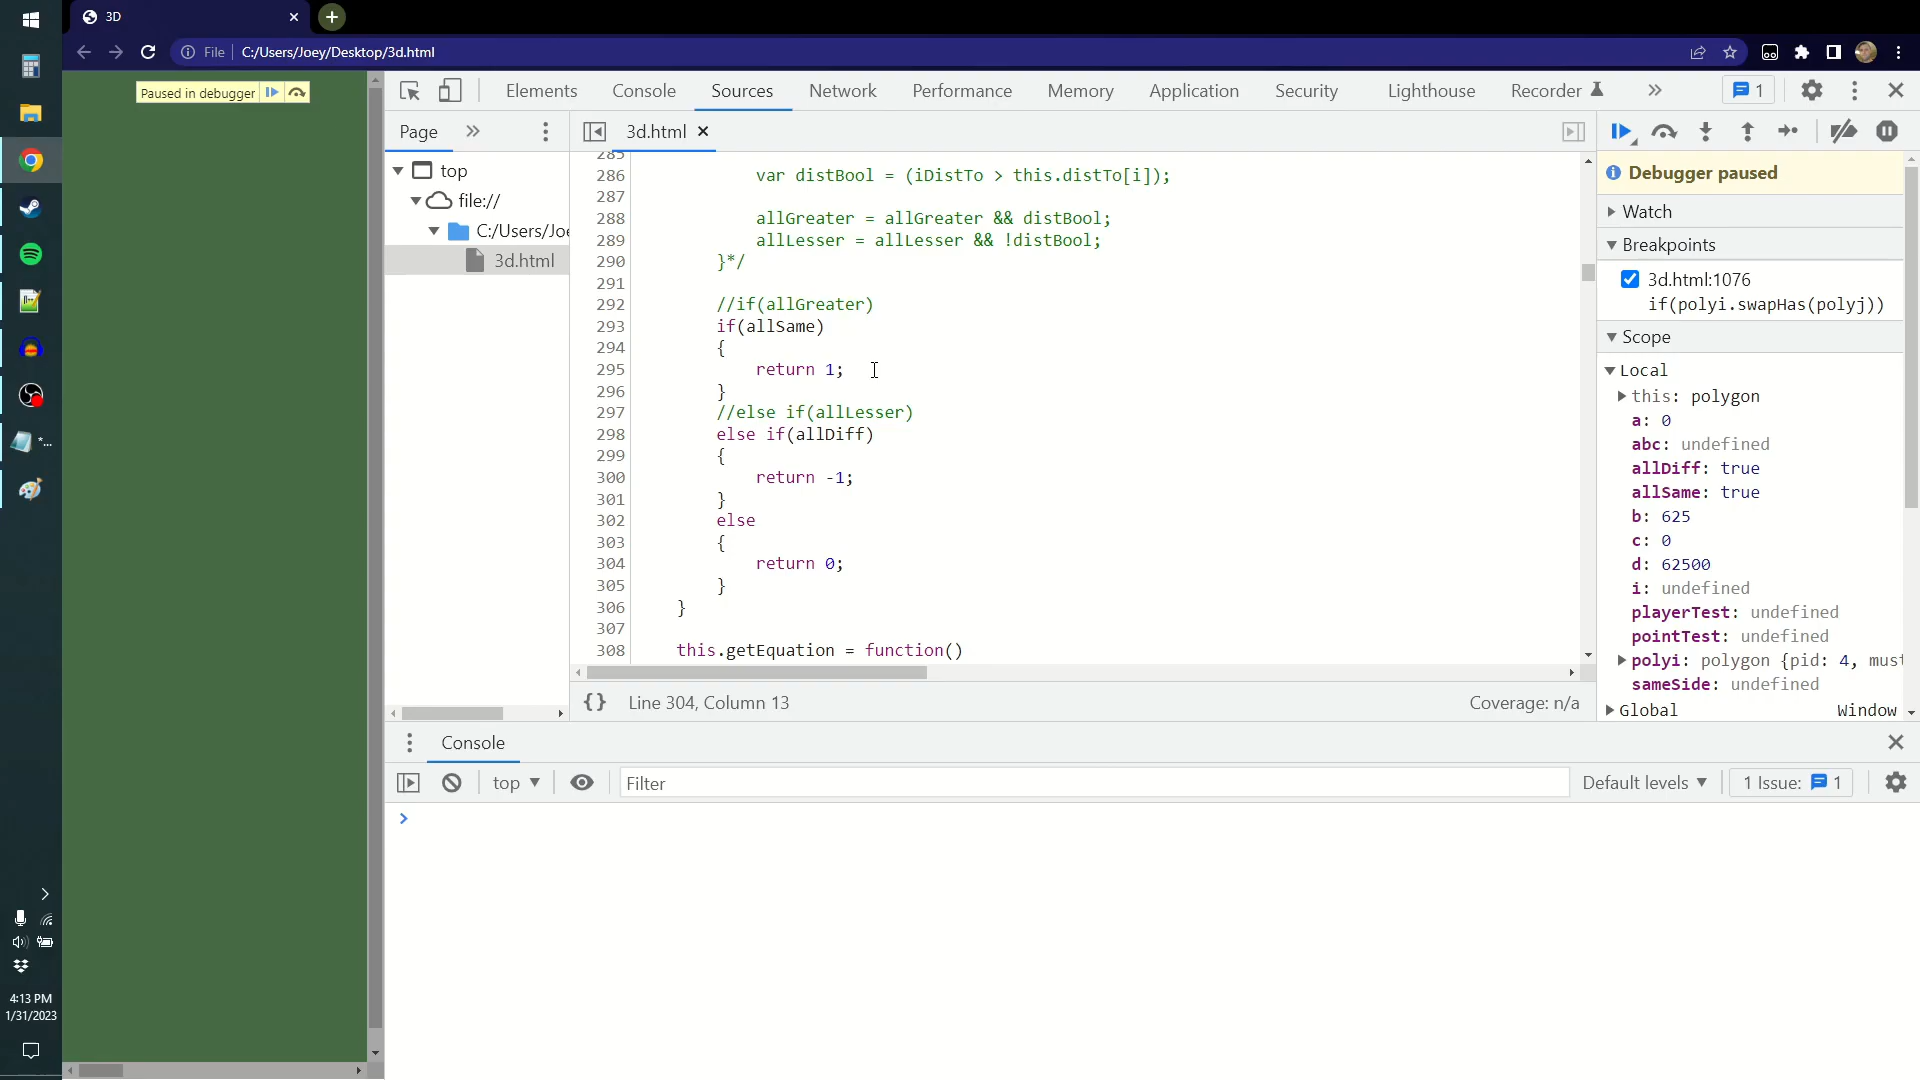 3D
File
C:/Users/Joey/Desktop/3d.html
Paused in debugger
Elements
Console
Sources
Network
Performance
Memory
Application
Security
Lighthouse
Recorder
1
Page
3d.html
top
file://
C:/Users/Joe
3d.html
285
286 var distBool = (iDistTo > this.distTo[i]);
287
288 allGreater = allGreater && distBool;
289 allLesser = allLesser && !distBool;
290 }*/
291
292 //if(allGreater)
293 if(allSame)
294 {
295 return 1;
296 }
297 //else if(allLesser)
298 else if(allDiff)
299 {
300 return -1;
301 }
302 else
303 {
304 return 0;
305 }
306 }
307
308 this.getEquation = function()
{} Line 304, Column 13
Coverage: n/a
Debugger paused
Watch
Breakpoints
3d.html:1076
if(polyi.swapHas(polyj))
Scope
Local
this: polygon
a: 0
abc: undefined
allDiff: true
allSame: true
b: 625
c: 0
d: 62500
i: undefined
playerTest: undefined
pointTest: undefined
polyi: polygon {pid: 4, must
sameSide: undefined
Global Window
Console
top
Filter
Default levels
1 Issue: 1
4:13 PM
1/31/2023